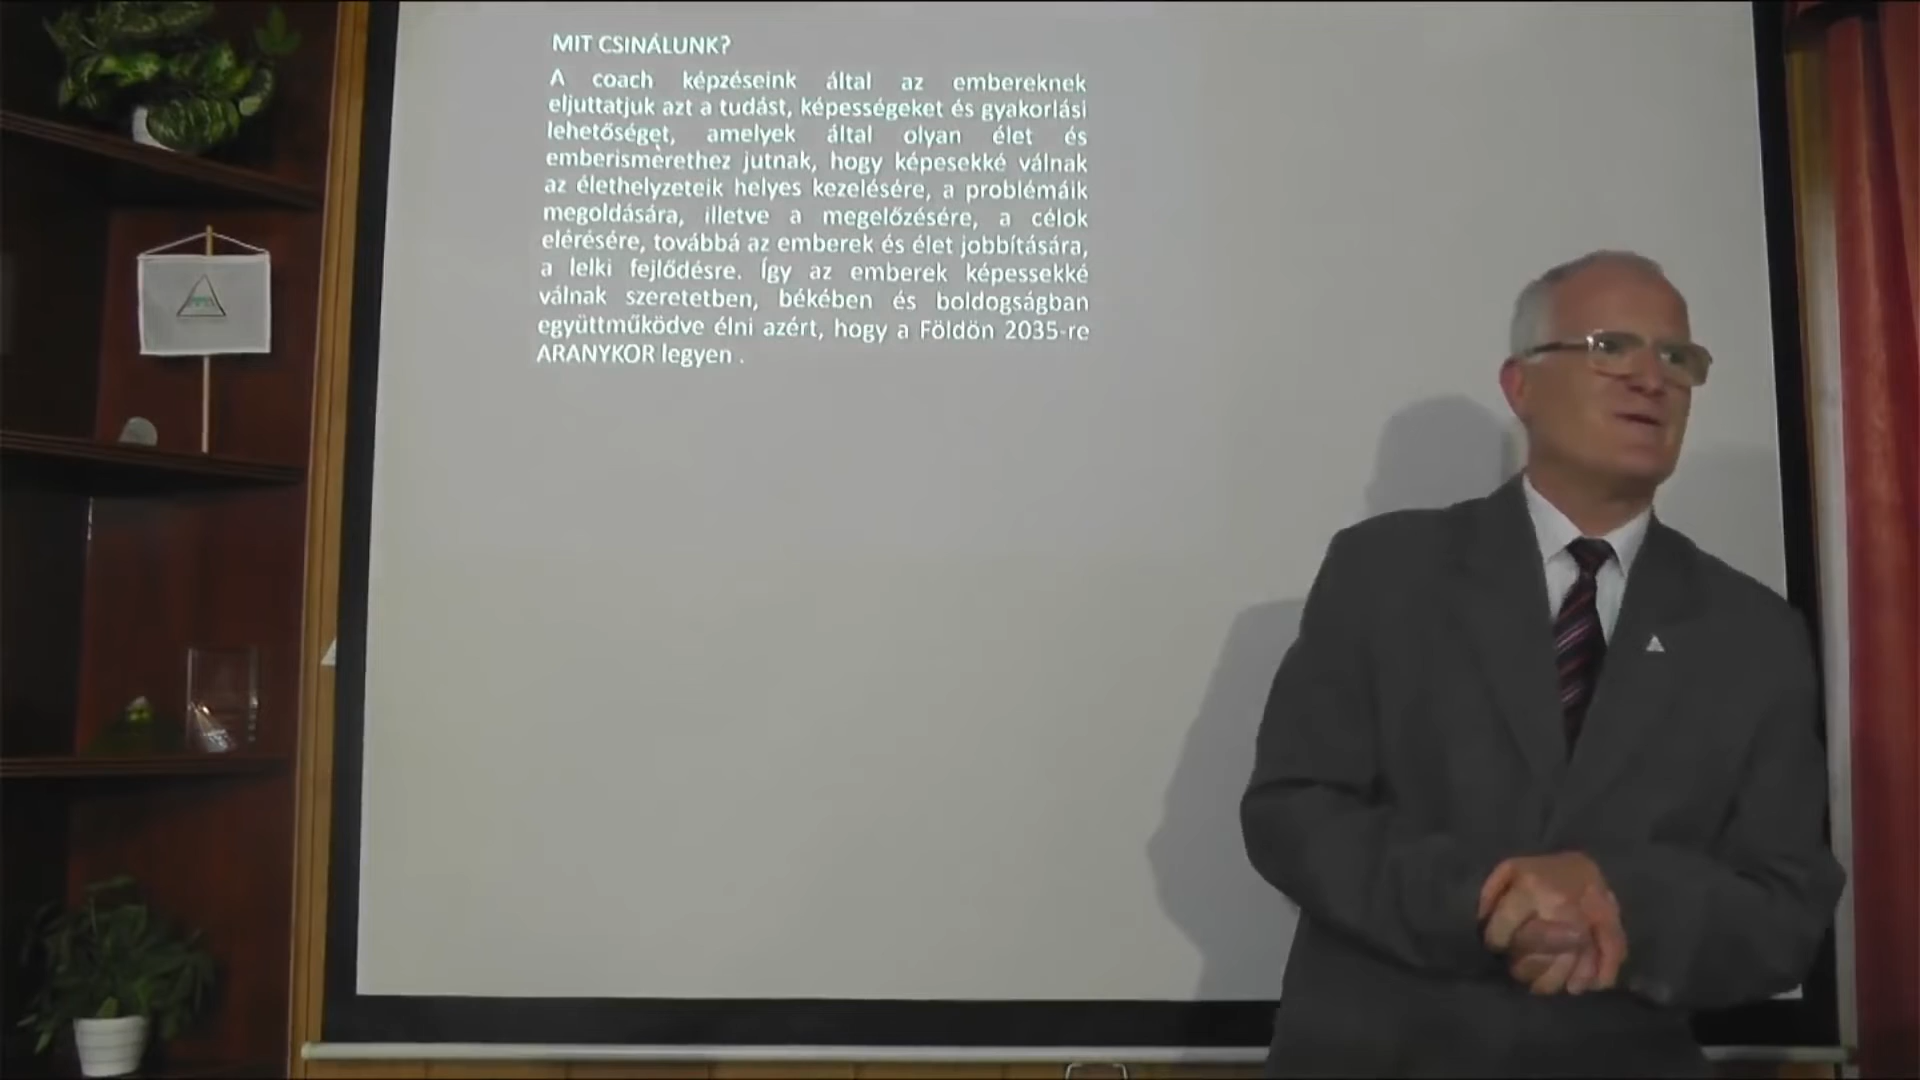 MIT CSINÁLUNK?
A coach képzéseink által az embereknek
eljuttatjuk azt a tudást, képességeket és gyakorlási
lehetőséget, amelyek által olyan élet és
emberismerethez jutnak, hogy képesekké válnak
az élethelyzeteik helyes kezelésére, a problémáik
megoldására, illetve a megelőzésére, a célok
elérésére, továbbá az emberek és élet jobbítására,
a lelki fejlődésre. Így az emberek képessekké
válnak szeretetben, békében és boldogságban
együttműködve élni azért, hogy a Földön 2035-re
ARANYKOR legyen .